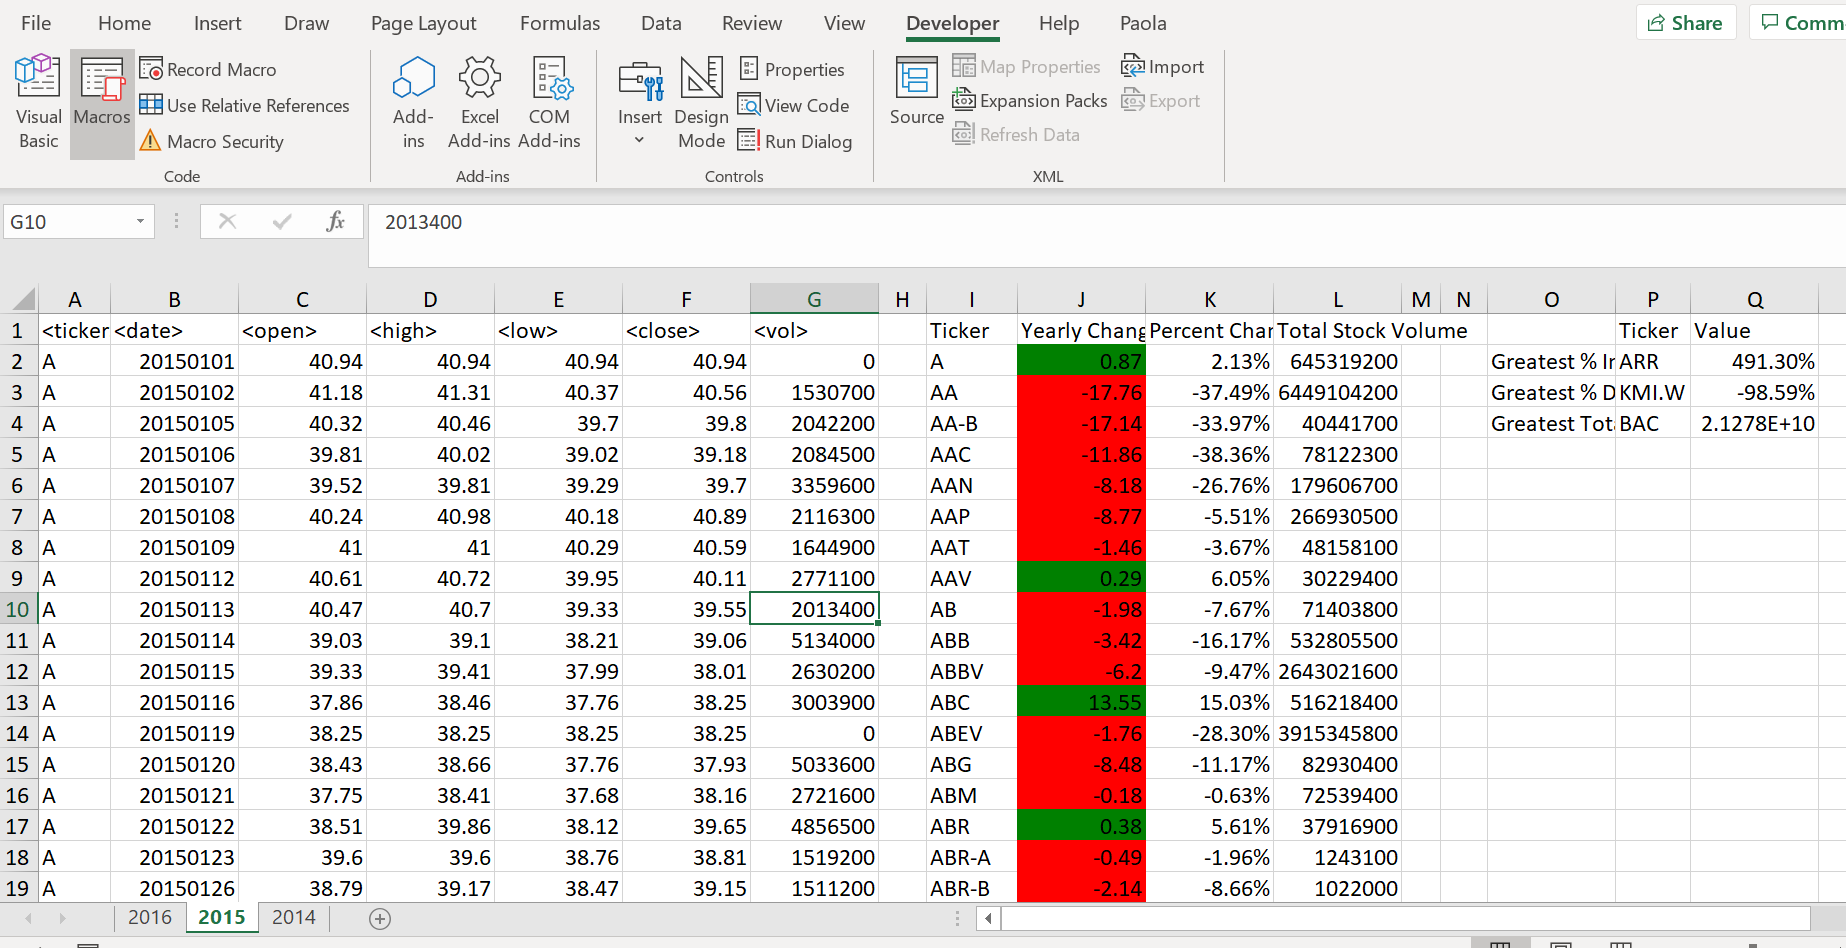 File Home Insert Draw Page Layout Formulas Data Review View Developer Help Paola Share Comm
Visual Basic Macros Record Macro Use Relative References Macro Security Code
Add-ins Excel Add-ins COM Add-ins Add-ins
Insert Design Mode Properties View Code Run Dialog Controls
Source Map Properties Expansion Packs Refresh Data Import Export XML
G10 fx 2013400
A B C D E F G H I J K L M N O P Q
1 <ticker <date> <open> <high> <low> <close> <vol> Ticker Yearly Chang Percent Char Total Stock Volume Ticker Value
2 A 20150101 40.94 40.94 40.94 40.94 0 A 0.87 2.13% 645319200 Greatest % Ir ARR 491.30%
3 A 20150102 41.18 41.31 40.37 40.56 1530700 AA -17.76 -37.49% 6449104200 Greatest % D KMI.W -98.59%
4 A 20150105 40.32 40.46 39.7 39.8 2042200 AA-B -17.14 -33.97% 40441700 Greatest Tot BAC 2.1278E+10
5 A 20150106 39.81 40.02 39.02 39.18 2084500 AAC -11.86 -38.36% 78122300
6 A 20150107 39.52 39.81 39.29 39.7 3359600 AAN -8.18 -26.76% 179606700
7 A 20150108 40.24 40.98 40.18 40.89 2116300 AAP -8.77 -5.51% 266930500
8 A 20150109 41 41 40.29 40.59 1644900 AAT -1.46 -3.67% 48158100
9 A 20150112 40.61 40.72 39.95 40.11 2771100 AAV 0.29 6.05% 30229400
10 A 20150113 40.47 40.7 39.33 39.55 2013400 AB -1.98 -7.67% 71403800
11 A 20150114 39.03 39.1 38.21 39.06 5134000 ABB -3.42 -16.17% 532805500
12 A 20150115 39.33 39.41 37.99 38.01 2630200 ABBV -6.2 -9.47% 2643021600
13 A 20150116 37.86 38.46 37.76 38.25 3003900 ABC 13.55 15.03% 516218400
14 A 20150119 38.25 38.25 38.25 38.25 0 ABEV -1.76 -28.30% 3915345800
15 A 20150120 38.43 38.66 37.76 37.93 5033600 ABG -8.48 -11.17% 82930400
16 A 20150121 37.75 38.41 37.68 38.16 2721600 ABM -0.18 -0.63% 72539400
17 A 20150122 38.51 39.86 38.12 39.65 4856500 ABR 0.38 5.61% 37916900
18 A 20150123 39.6 39.6 38.76 38.81 1519200 ABR-A -0.49 -1.96% 1243100
19 A 20150126 38.79 39.17 38.47 39.15 1511200 ABR-B -2.14 -8.66% 1022000
2016 2015 2014